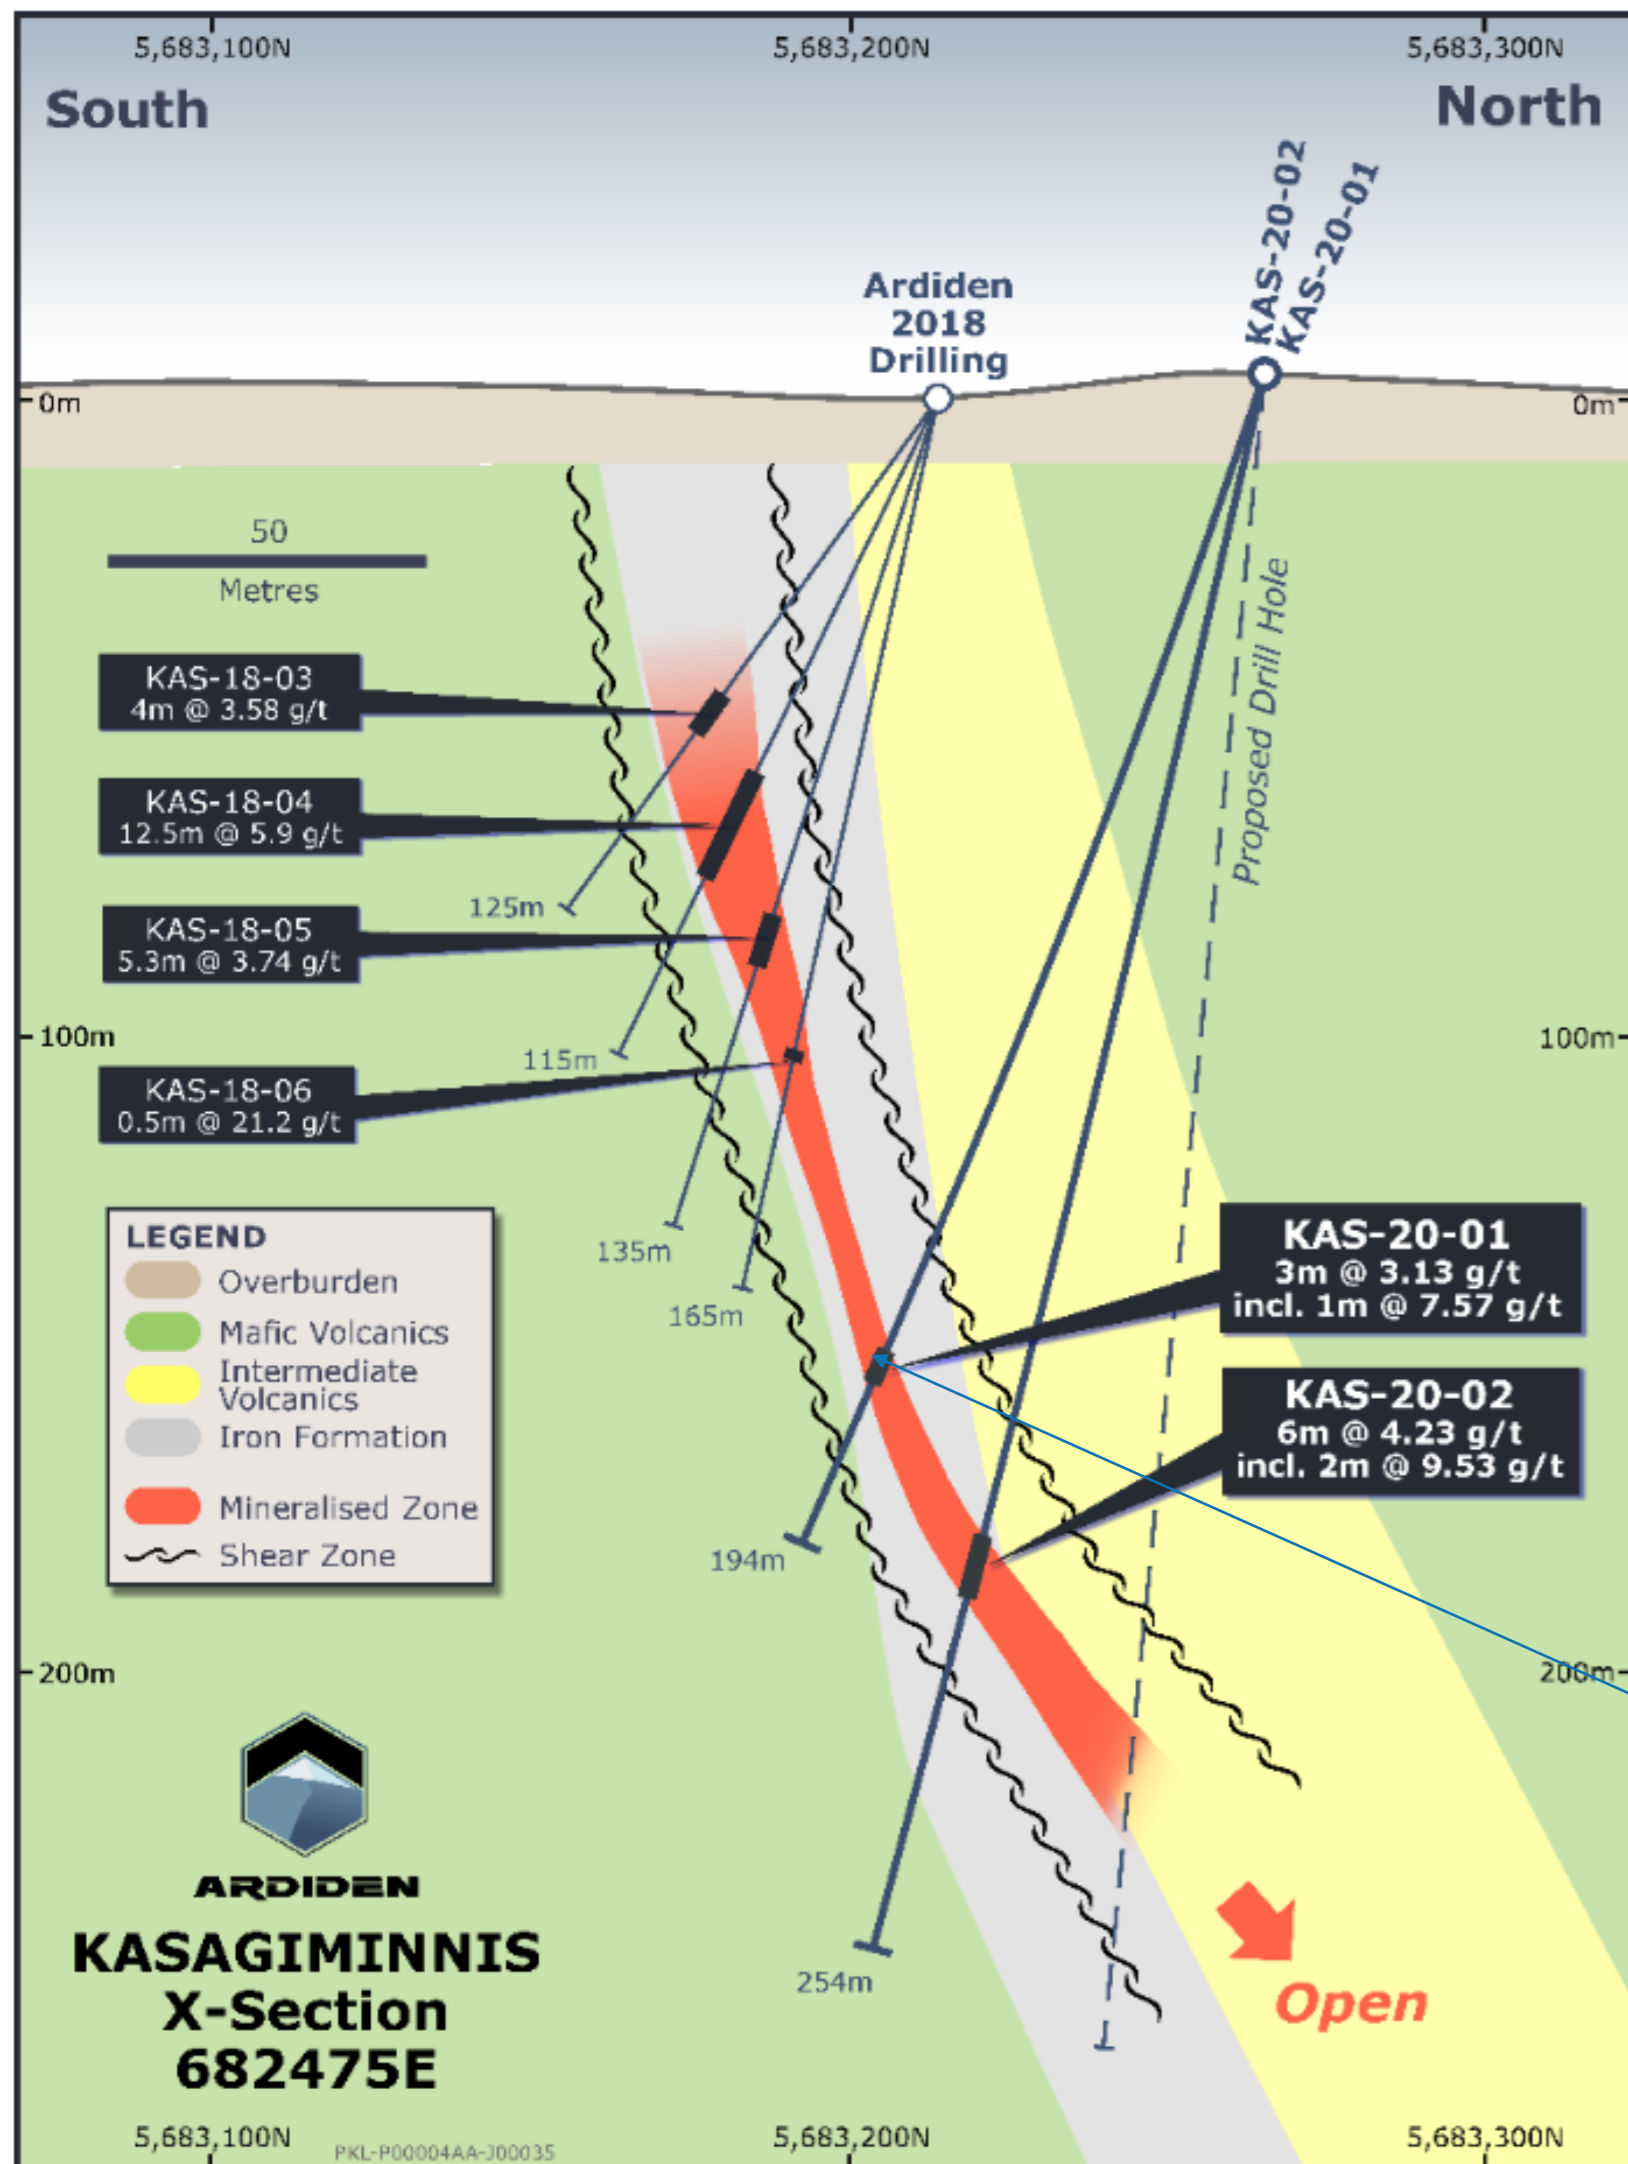 5,683,100N
5,683,200N
5,683,300N
South
North
KAS-20-02
KAS-20-01
Ardiden
2018
Drilling
0m
0m
50
Metres
Proposed Drill Hole
KAS-18-03
4m @ 3.58 g/t
KAS-18-04
12.5m @ 5.9 g/t
125m
KAS-18-05
5.3m @ 3.74 g/t
100m
100m
115m
KAS-18-06
0.5m @ 21.2 g/t
135m
165m
LEGEND
Overburden
Mafic Volcanics
Intermediate
Volcanics
Iron Formation
Mineralised Zone
Shear Zone
KAS-20-01
3m @ 3.13 g/t
incl. 1m @ 7.57 g/t
KAS-20-02
6m @ 4.23 g/t
incl. 2m @ 9.53 g/t
194m
200m
200m
ARDIDEN
KASAGIMINNIS
X-Section
682475E
254m
Open
5,683,100N
5,683,200N
5,683,300N
PKL-P00004AA-J00035